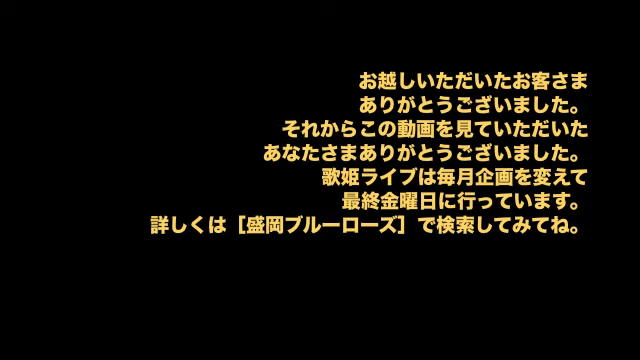 お越しいただいたお客さま
ありがとうございました。
それからこの動画を見ていただいた
あなたさまありがとうございました。
歌姫ライブは毎月企画を変えて
最終金曜日に行っています。
詳しくは［盛岡ブルーローズ］で検索してみてね。